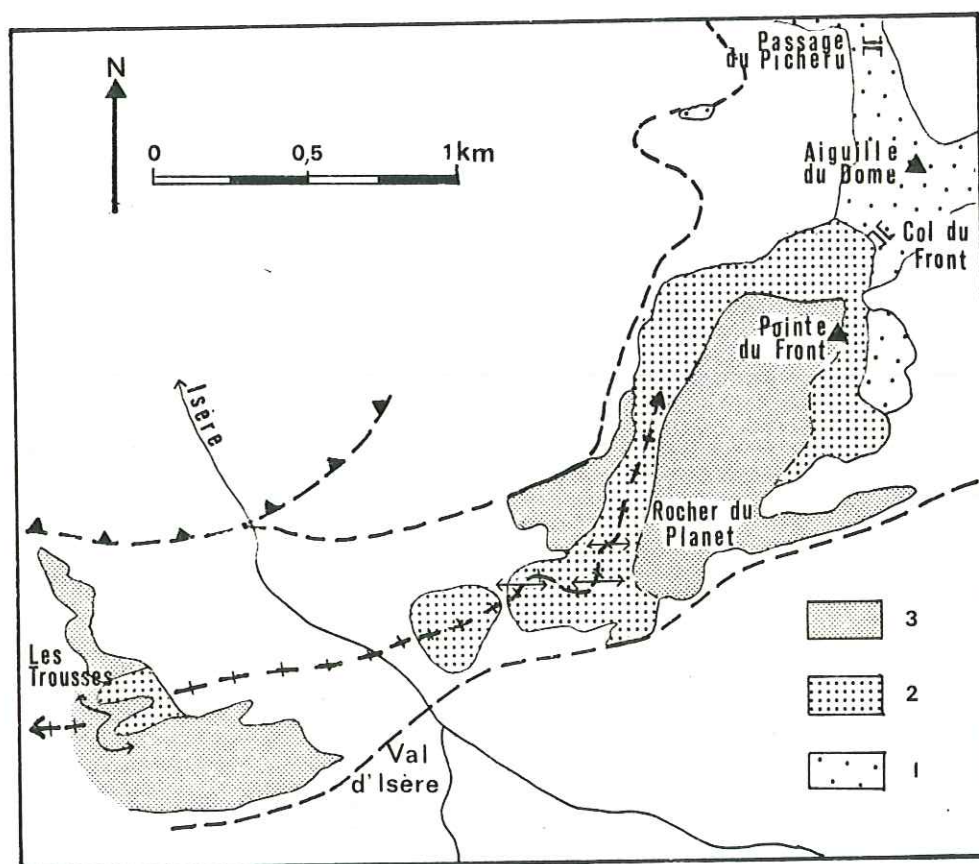 Passage
du Picheru
N
0 0,5 1km
Aiguille
du Dome
Col du
Front
Pointe
du Front
Isère
Rocher du
Planet
3
Les
Trousses
2
Val
d'Isère
1